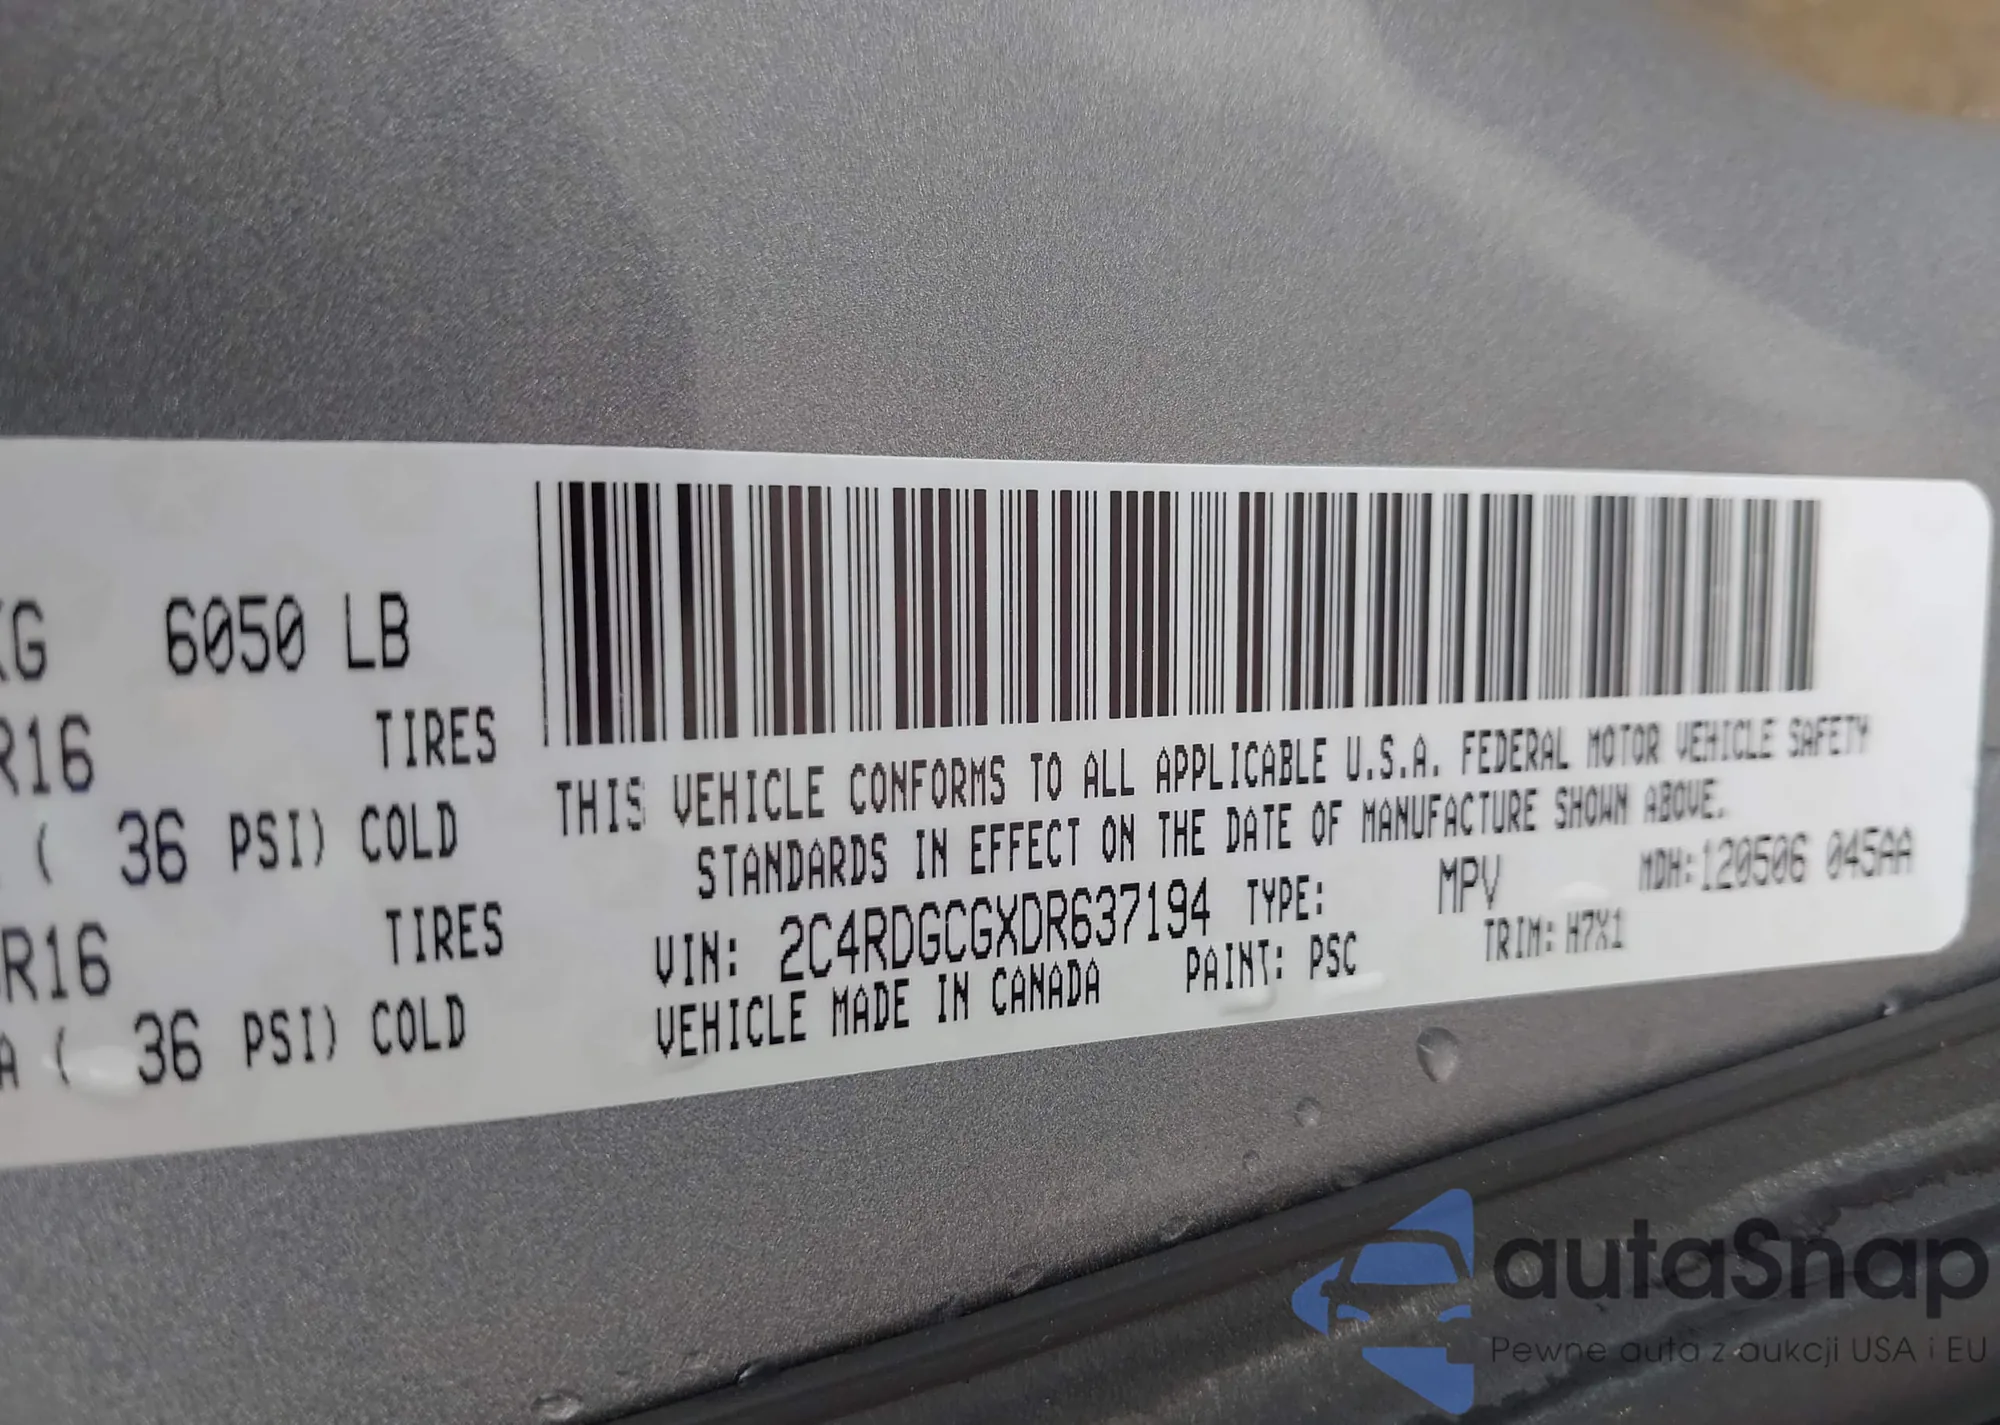 KG 6050 LB
R16 TIRES
( 36 PSI) COLD
R16 TIRES
A ( 36 PSI) COLD
THIS VEHICLE CONFORMS TO ALL APPLICABLE U.S.A. FEDERAL MOTOR VEHICLE SAFETY
STANDARDS IN EFFECT ON THE DATE OF MANUFACTURE SHOWN ABOVE.
VIN: 2C4RDGCGXDR637194 TYPE: MPV MDH:120506 045AA
VEHICLE MADE IN CANADA PAINT: PSC TRIM: H7X1
autaSnap
Pewne auta z aukcji USA i EU